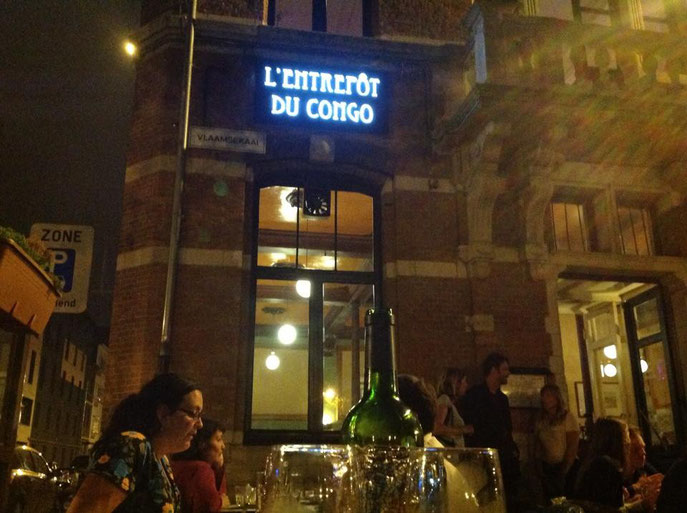 L'ENTREPÔT
DU CONGO
VLAAMSEKAAI
ZONE
P